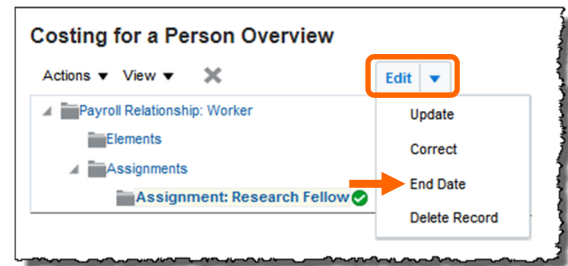 Costing for a Person Overview
Actions View Edit
Payroll Relationship: Worker
Update
Elements
Correct
Assignments
End Date
Assignment: Research Fellow
Delete Record